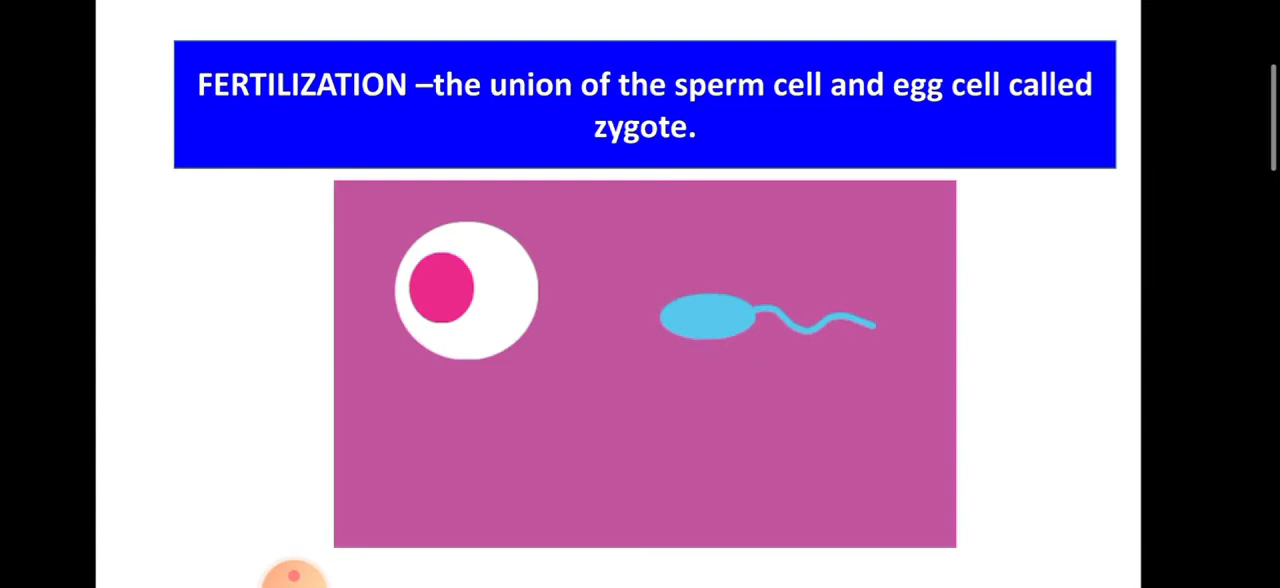 FERTILIZATION –the union of the sperm cell and egg cell called
zygote.